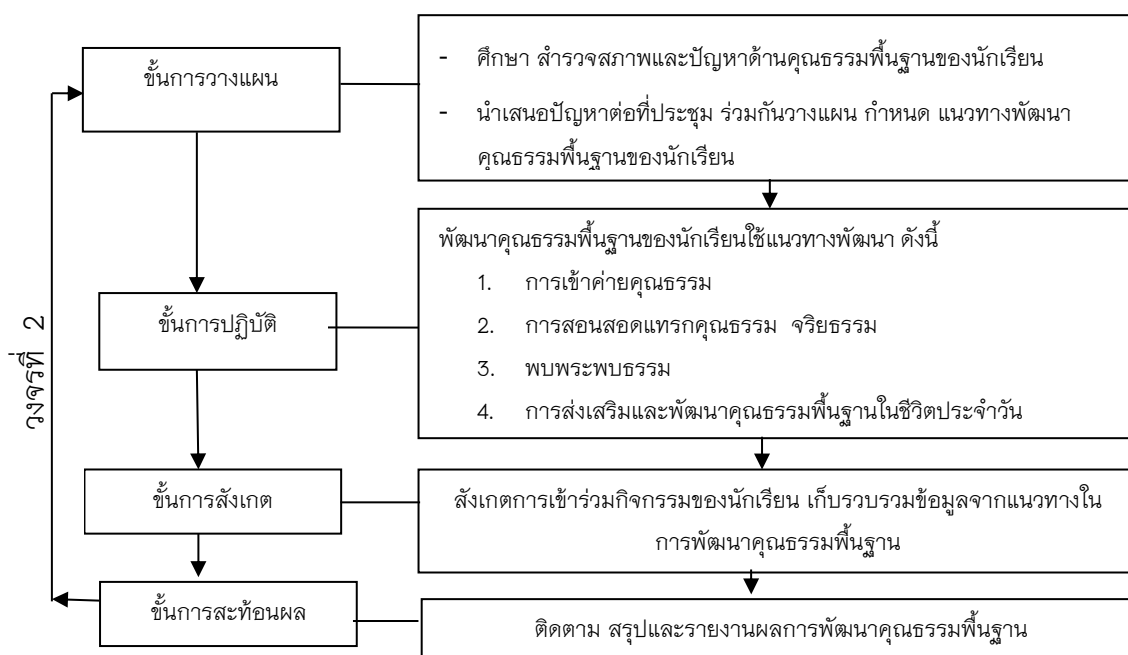 ขั้นการวางแผน
- ศึกษา สำรวจสภาพและปัญหาด้านคุณธรรมพื้นฐานของนักเรียน
- นำเสนอปัญหาต่อที่ประชุม ร่วมกันวางแผน กำหนด แนวทางพัฒนา
คุณธรรมพื้นฐานของนักเรียน
วงจรที่ 2
ขั้นการปฏิบัติ
พัฒนาคุณธรรมพื้นฐานของนักเรียนใช้แนวทางพัฒนา ดังนี้
1. การเข้าค่ายคุณธรรม
2. การสอนสอดแทรกคุณธรรม จริยธรรม
3. พบพระพบธรรม
4. การส่งเสริมและพัฒนาคุณธรรมพื้นฐานในชีวิตประจำวัน
ขั้นการสังเกต
สังเกตการเข้าร่วมกิจกรรมของนักเรียน เก็บรวบรวมข้อมูลจากแนวทางใน
การพัฒนาคุณธรรมพื้นฐาน
ขั้นการสะท้อนผล
ติดตาม สรุปและรายงานผลการพัฒนาคุณธรรมพื้นฐาน